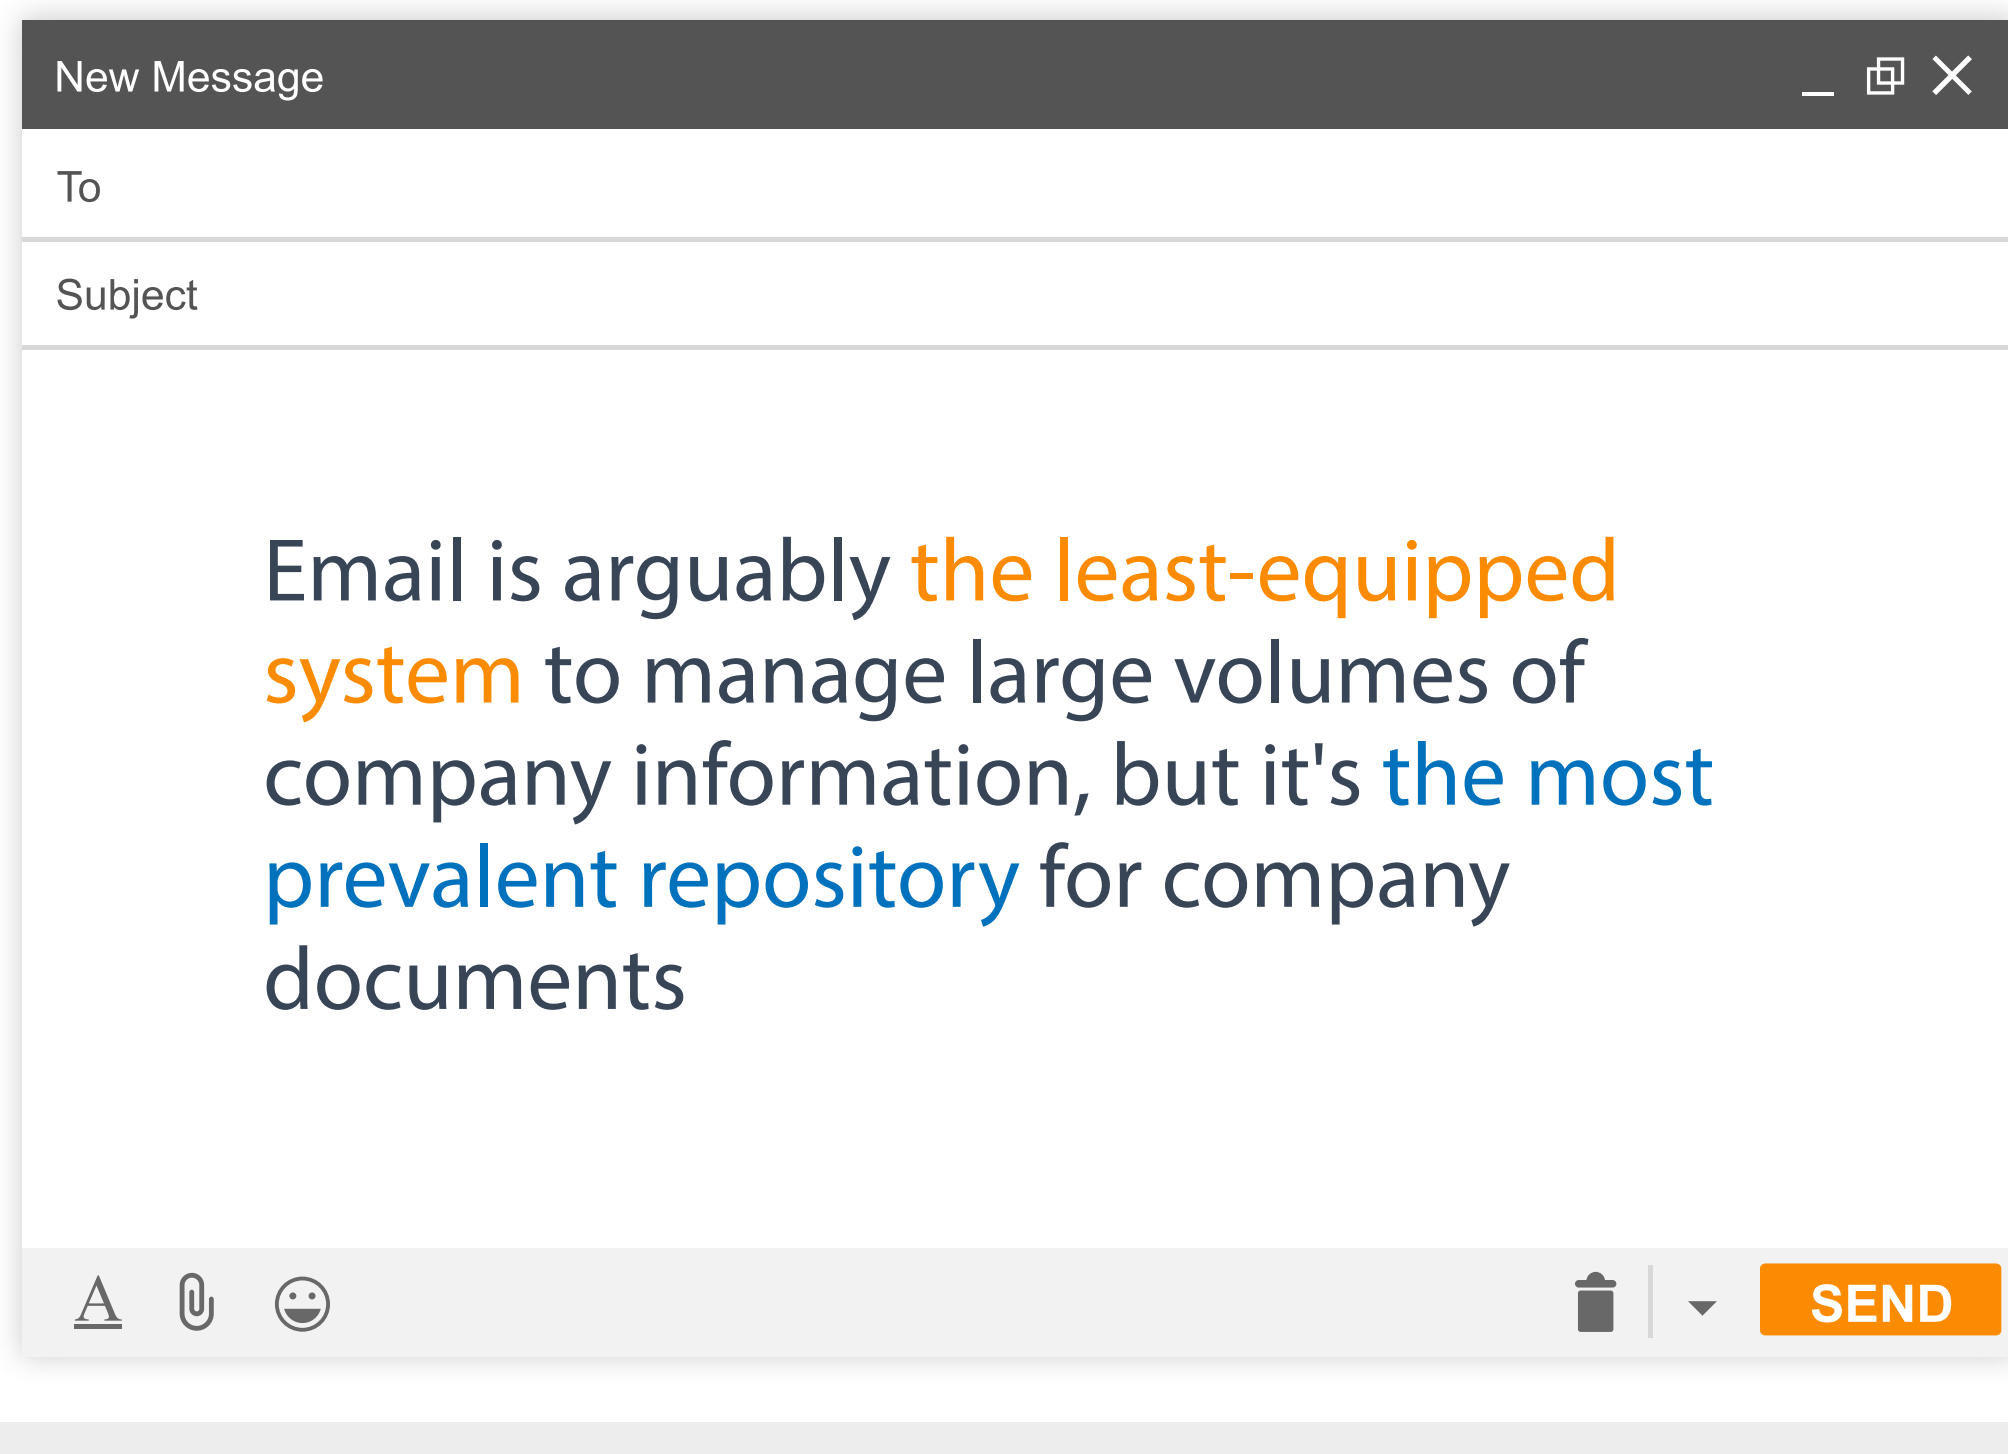 New Message
To
Subject
Email is arguably the least-equipped
system to manage large volumes of
company information, but it's the most
prevalent repository for company
documents
A
SEND